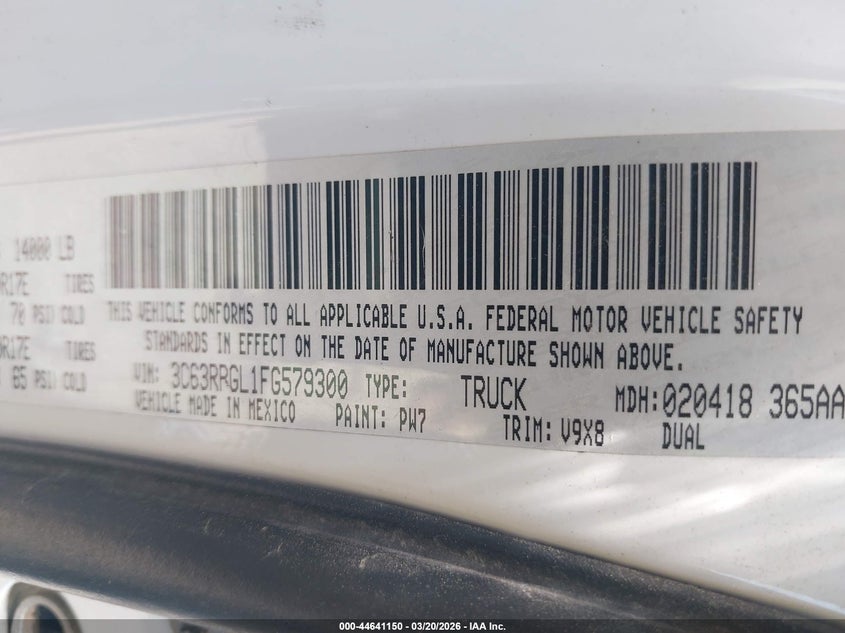 14000 LB
R17E TIRES
70 PSI/COLD
R17E TIRES
65 PSI/COLD
THIS VEHICLE CONFORMS TO ALL APPLICABLE U.S.A. FEDERAL MOTOR VEHICLE SAFETY
STANDARDS IN EFFECT ON THE DATE OF MANUFACTURE SHOWN ABOVE.
VIN: 3C63RRGL1FG579300 TYPE: TRUCK MDH: 020418 365AA
VEHICLE MADE IN MEXICO PAINT: PW7 TRIM: V9X8 DUAL
000-44641150 - 03/20/2026 - IAA Inc.